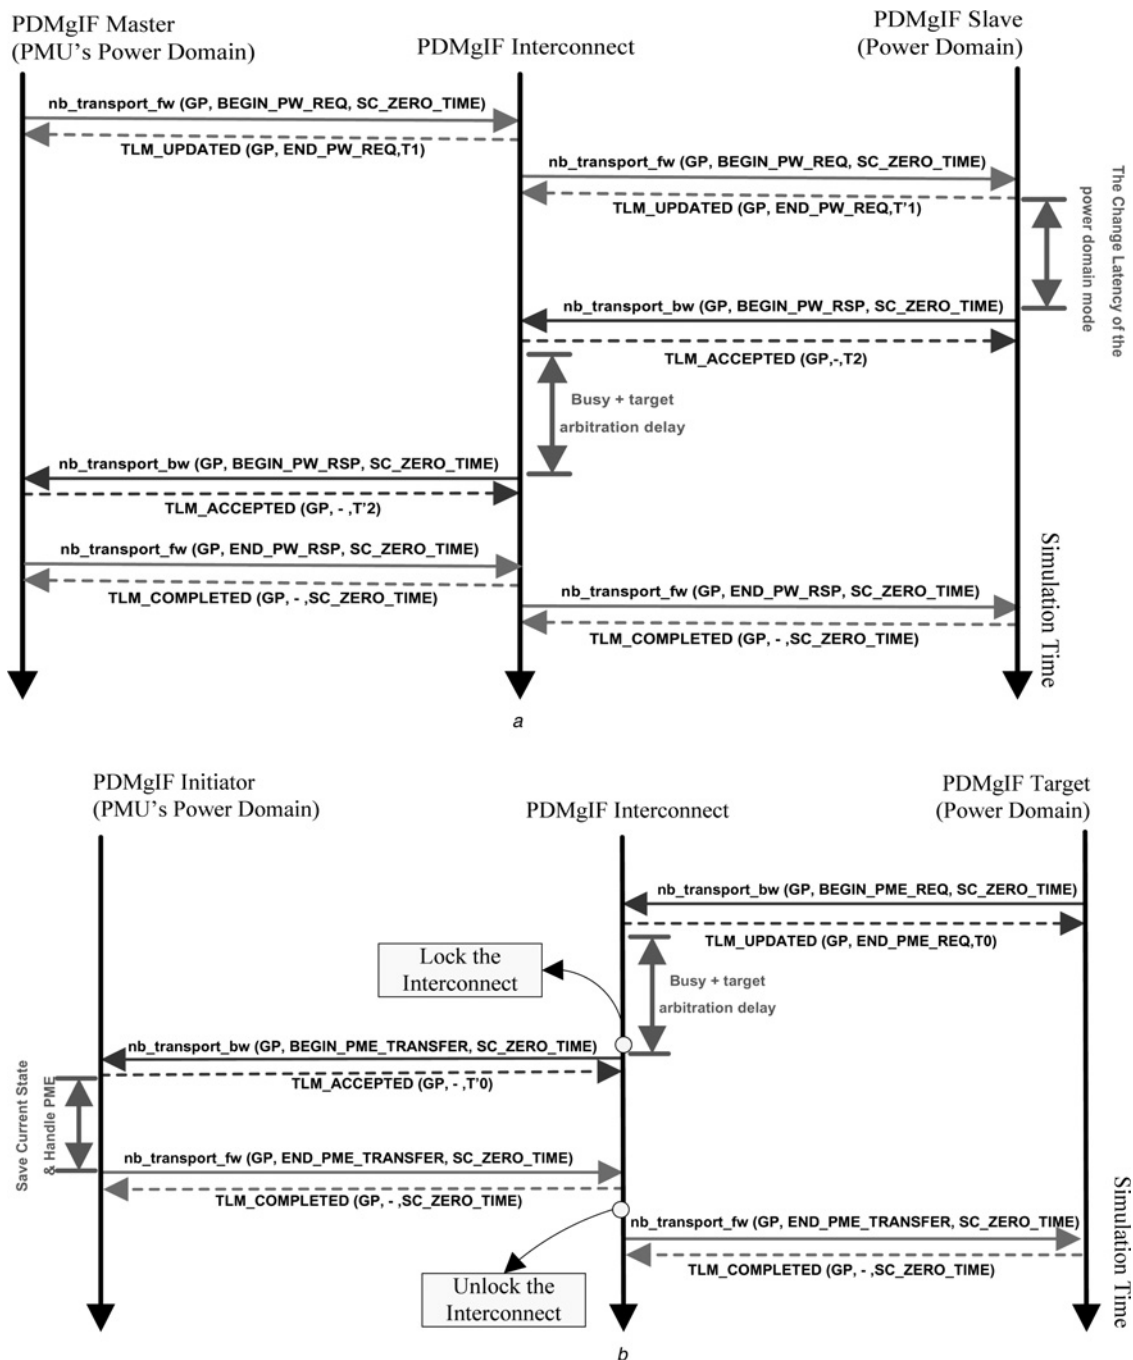 PDMgIF Master
(PMU's Power Domain)
PDMgIF Interconnect
PDMgIF Slave
(Power Domain)
nb_transport_fw (GP, BEGIN_PW_REQ, SC_ZERO_TIME)
TLM_UPDATED (GP, END_PW_REQ,T1)
nb_transport_fw (GP, BEGIN_PW_REQ, SC_ZERO_TIME)
TLM_UPDATED (GP, END_PW_REQ,T'1)
The Change Latency of the
power domain mode
nb_transport_bw (GP, BEGIN_PW_RSP, SC_ZERO_TIME)
TLM_ACCEPTED (GP,-,T2)
Busy + target
arbitration delay
nb_transport_bw (GP, BEGIN_PW_RSP, SC_ZERO_TIME)
TLM_ACCEPTED (GP, - ,T'2)
nb_transport_fw (GP, END_PW_RSP, SC_ZERO_TIME)
TLM_COMPLETED (GP, - ,SC_ZERO_TIME)
nb_transport_fw (GP, END_PW_RSP, SC_ZERO_TIME)
TLM_COMPLETED (GP, - ,SC_ZERO_TIME)
Simulation Time
a
PDMgIF Initiator
(PMU's Power Domain)
PDMgIF Interconnect
PDMgIF Target
(Power Domain)
nb_transport_bw (GP, BEGIN_PME_REQ, SC_ZERO_TIME)
TLM_UPDATED (GP, END_PME_REQ,T0)
Lock the
Interconnect
Busy + target
arbitration delay
nb_transport_bw (GP, BEGIN_PME_TRANSFER, SC_ZERO_TIME)
TLM_ACCEPTED (GP, - ,T'0)
Save Current State
& Handle PME
nb_transport_fw (GP, END_PME_TRANSFER, SC_ZERO_TIME)
TLM_COMPLETED (GP, - ,SC_ZERO_TIME)
nb_transport_fw (GP, END_PME_TRANSFER, SC_ZERO_TIME)
TLM_COMPLETED (GP, - ,SC_ZERO_TIME)
Unlock the
Interconnect
Simulation Time
b